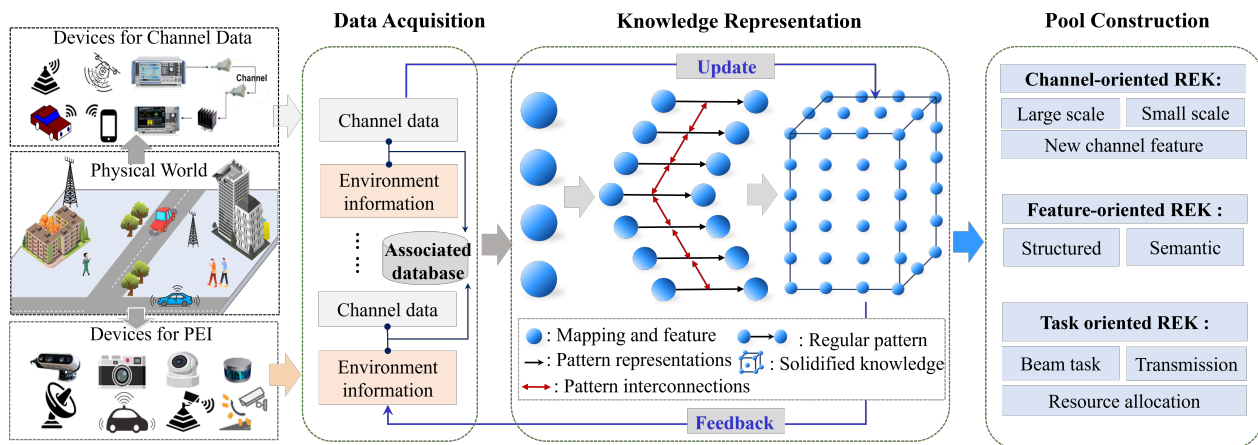 Data Acquisition
Knowledge Representation
Pool Construction
Devices for Channel Data
Channel
Physical World
Devices for PEI
Channel data
Environment
information
Associated
database
Channel data
Environment
information
Update
: Mapping and feature
: Regular pattern
: Pattern representations
: Solidified knowledge
: Pattern interconnections
Feedback
Channel-oriented REK:
Large scale
Small scale
New channel feature
Feature-oriented REK :
Structured
Semantic
Task oriented REK :
Beam task
Transmission
Resource allocation